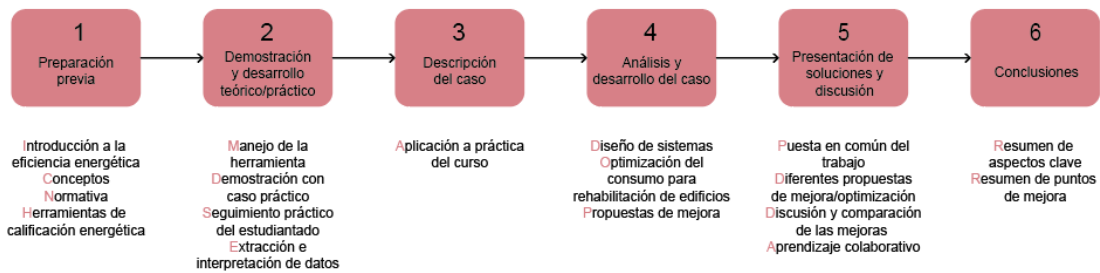 1
Preparación
previa
2
Demostración
y desarrollo
teórico/práctico
3
Descripción
del caso
4
Análisis y
desarrollo del caso
5
Presentación de
soluciones y
discusión
6
Conclusiones
Introducción a la
eficiencia energética
Conceptos
Normativa
Herramientas de
calificación energética
Manejo de la
herramienta
Demostración con
caso práctico
Seguimiento práctico
del estudiantado
Extracción e
interpretación de datos
Aplicación a práctica
del curso
Diseño de sistemas
Optimización del
consumo para
rehabilitación de edificios
Propuestas de mejora
Puesta en común del
trabajo
Diferentes propuestas
de mejora/optimización
Discusión y comparación
de las mejoras
Aprendizaje colaborativo
Resumen de
aspectos clave
Resumen de puntos
de mejora